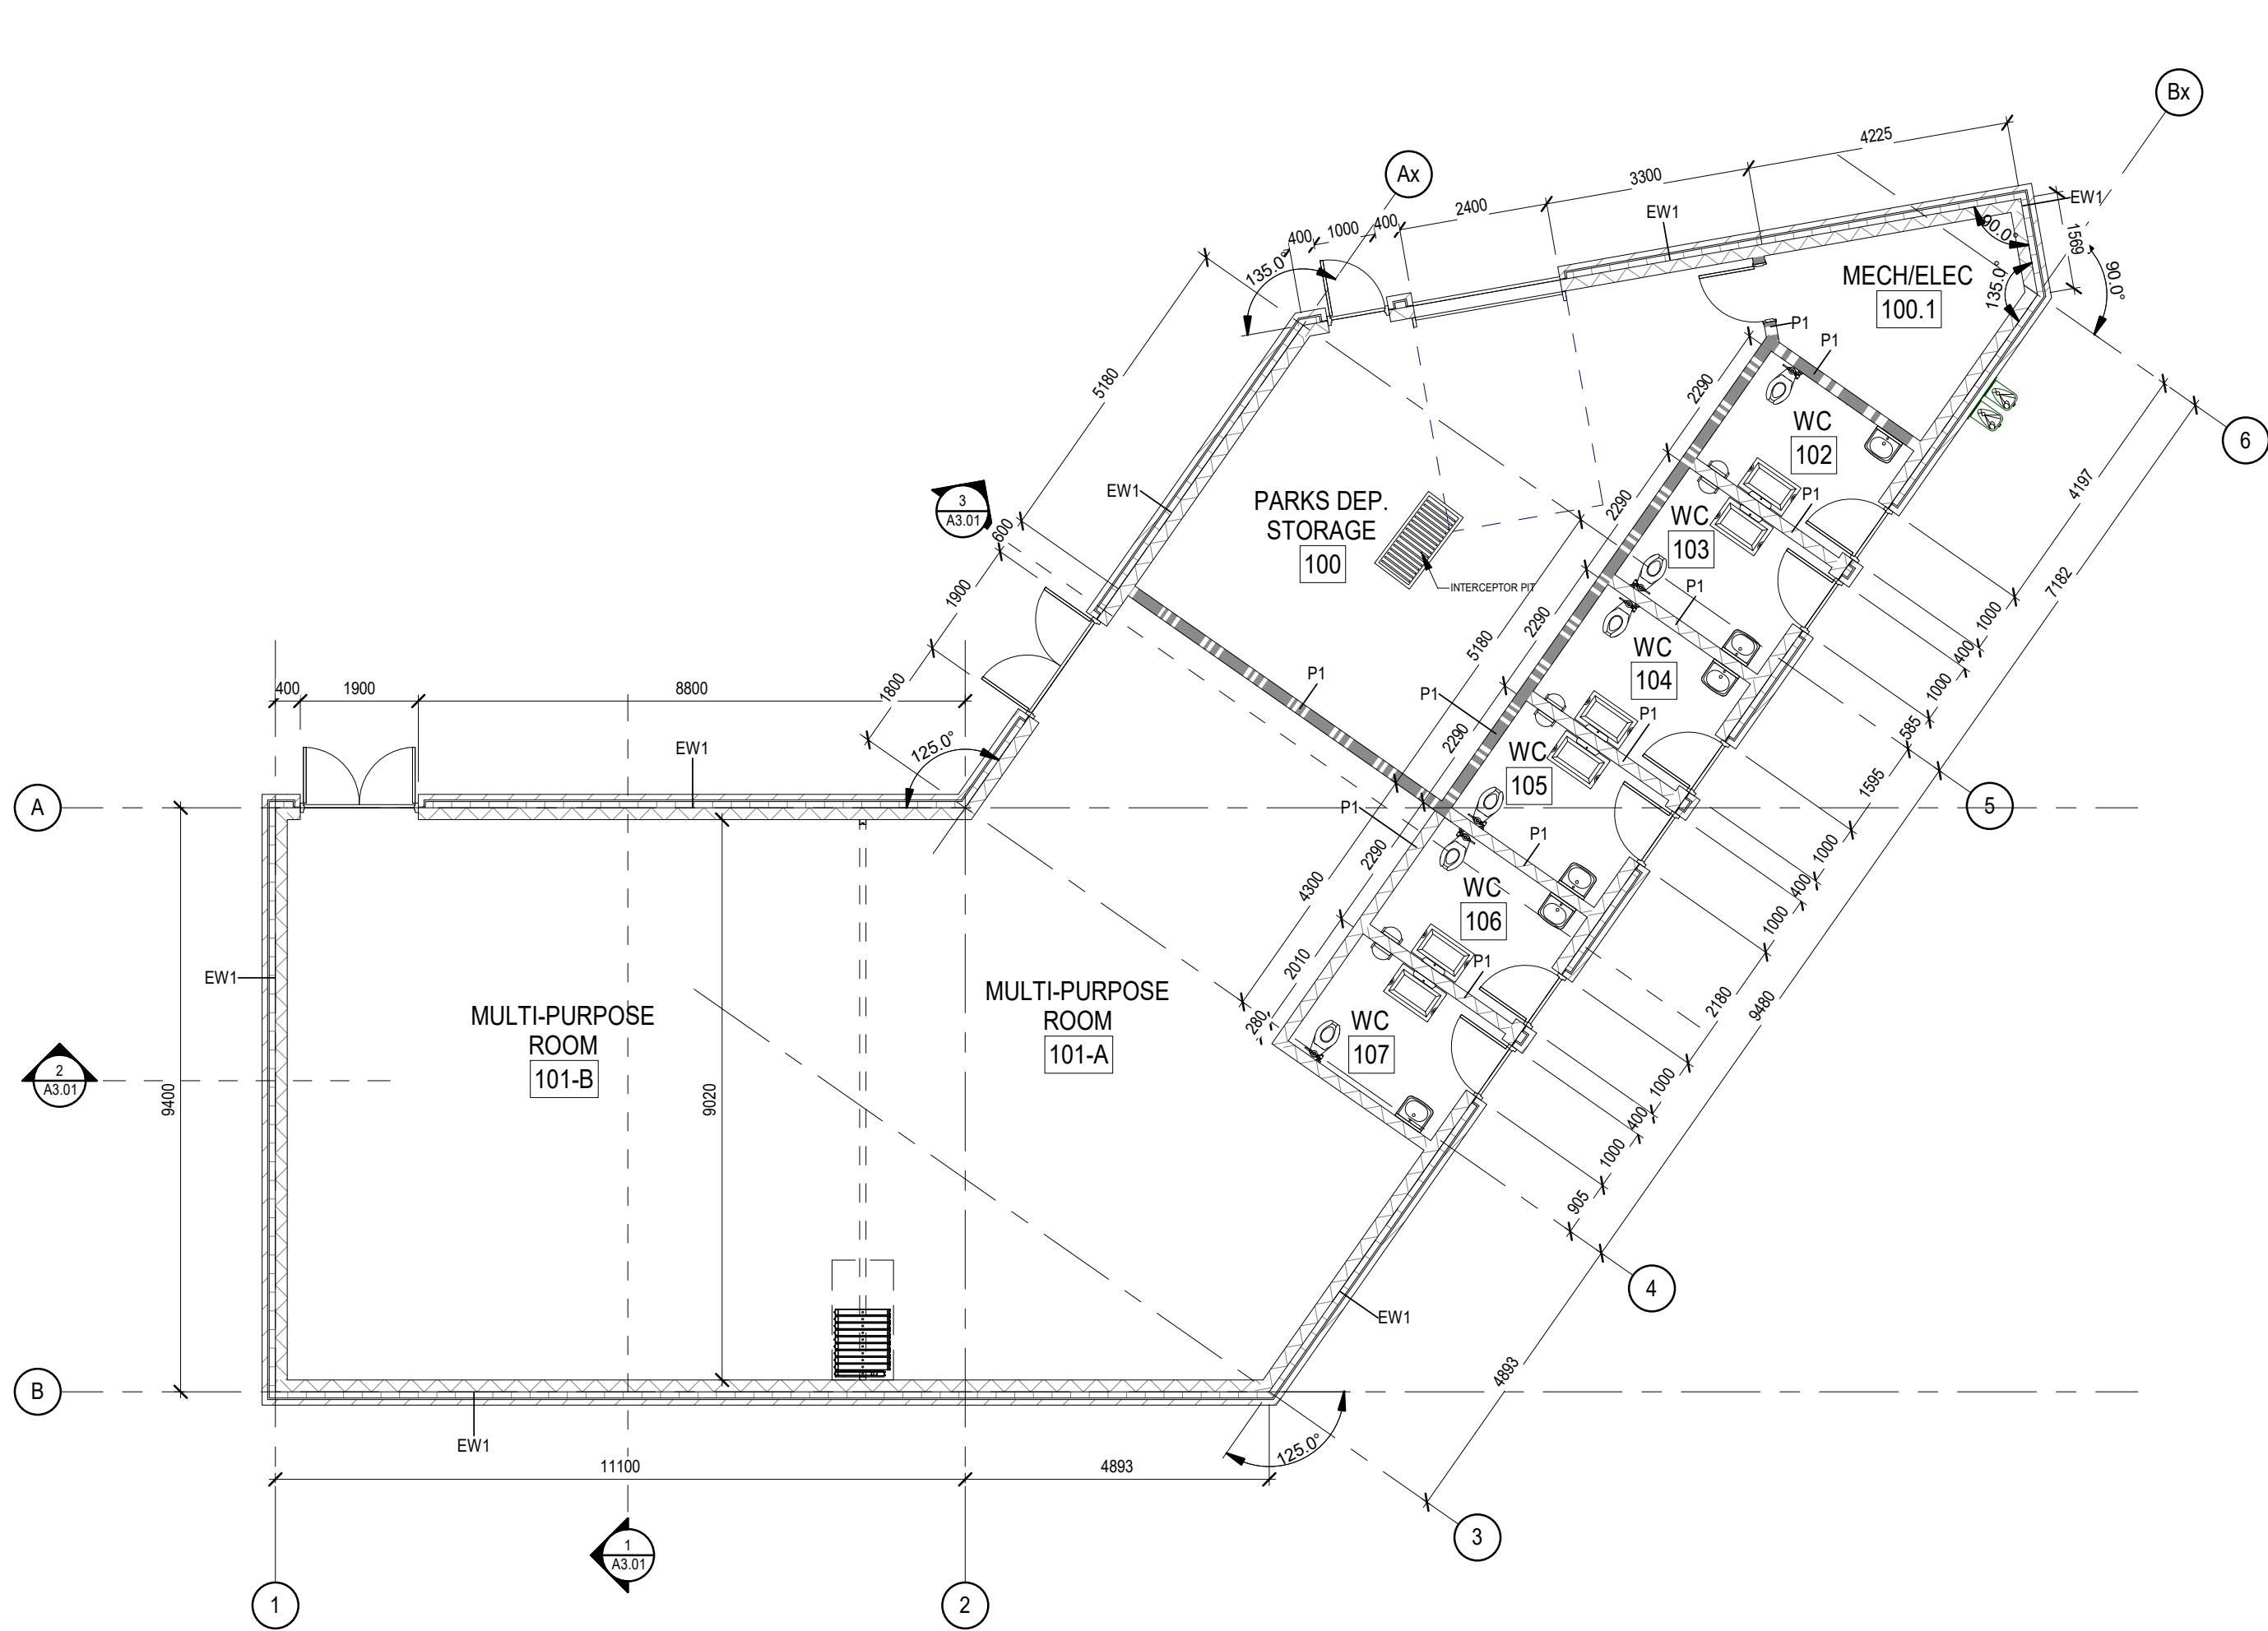 Bx
4225
Ax
3300
2400
EW1
EW1
400
1000
400
1569
90.0°
135.0°
135.0°
90.0°
MECH/ELEC
100.1
P1
P1
5180
2290
WC
102
6
EW1
3
A3.01
PARKS DEP.
STORAGE
100
INTERCEPTOR PIT
2290
P1
WC
103
4197
7182
600
1900
P1
2290
5180
WC
104
1000
400
1000
585
1800
P1
P1
P1
2290
WC
105
1595
5
400
1900
8800
EW1
125.0°
A
P1
P1
2290
4300
WC
106
1000
400
1000
2010
P1
2180
9480
280
WC
107
EW1
MULTI-PURPOSE
ROOM
101-B
MULTI-PURPOSE
ROOM
101-A
2
A3.01
9400
9020
1000
400
1000
905
4
EW1
4893
B
EW1
125.0°
11100
4893
3
1
A3.01
1
2